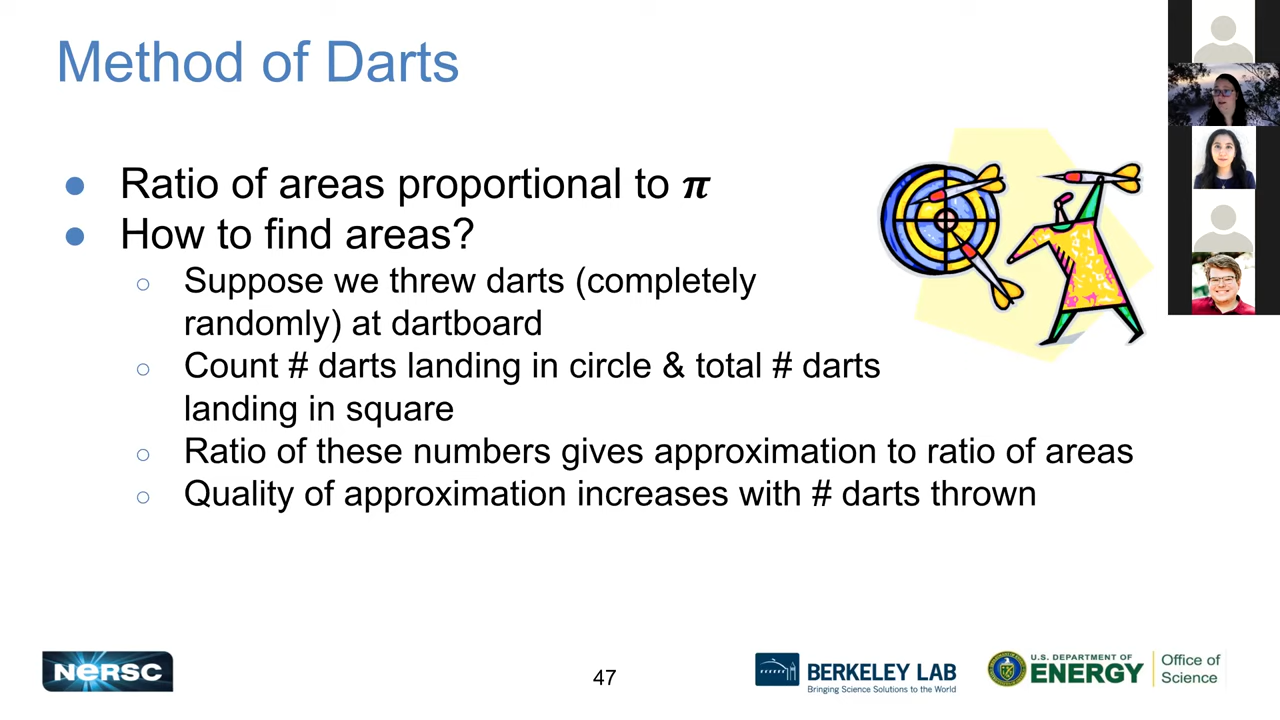 Method of Darts
● Ratio of areas proportional to π
● How to find areas?
○ Suppose we threw darts (completely
randomly) at dartboard
○ Count # darts landing in circle & total # darts
landing in square
○ Ratio of these numbers gives approximation to ratio of areas
○ Quality of approximation increases with # darts thrown
NERSC
47
BERKELEY LAB
Bringing Science Solutions to the World
U.S. DEPARTMENT OF
ENERGY
Office of
Science